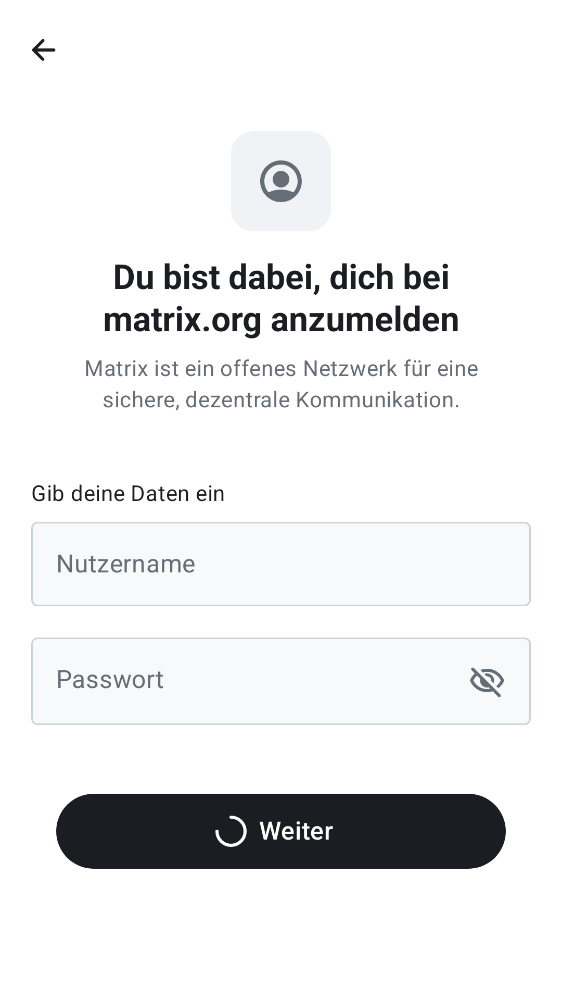 Du bist dabei, dich bei
matrix.org anzumelden
Matrix ist ein offenes Netzwerk für eine
sichere, dezentrale Kommunikation.
Gib deine Daten ein
Nutzername
Passwort
Weiter